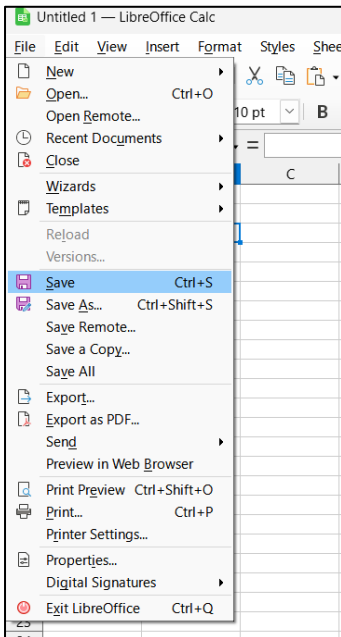 Untitled 1 — LibreOffice Calc
File Edit View Insert Format Styles Shee
New
Open... Ctrl+O
Open Remote...
10 pt B
Recent Documents
=
Close
C
Wizards
Templates
Reload
Versions...
Save Ctrl+S
Save As... Ctrl+Shift+S
Save Remote...
Save a Copy...
Save All
Export...
Export as PDF...
Send
Preview in Web Browser
Print Preview Ctrl+Shift+O
Print... Ctrl+P
Printer Settings...
Properties...
Digital Signatures
Exit LibreOffice Ctrl+Q
23